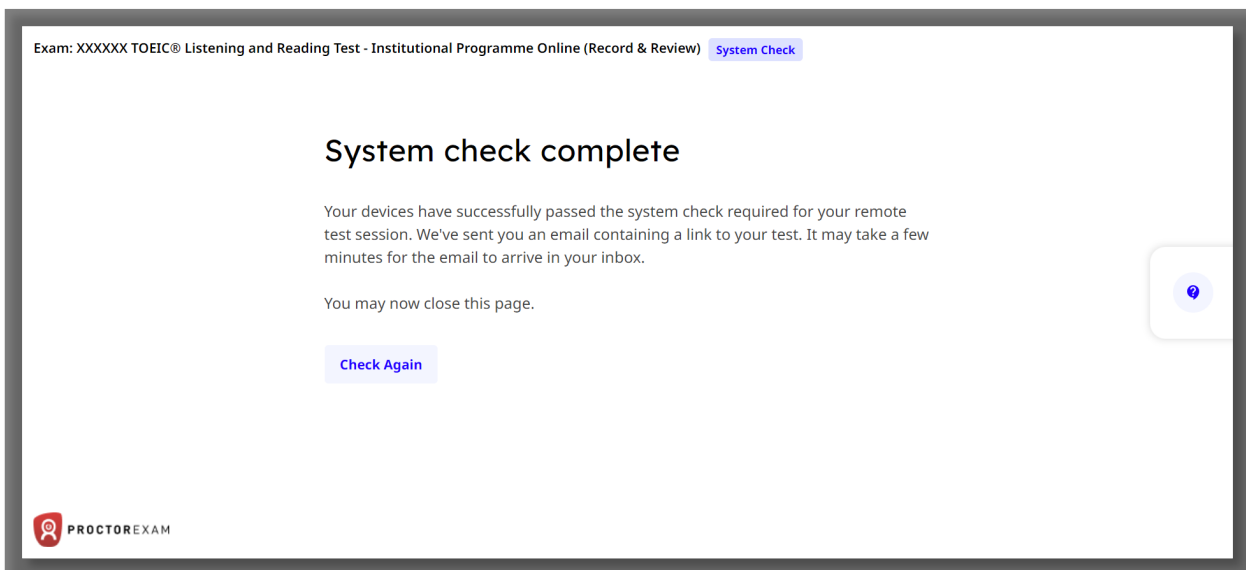 Exam: XXXXXX TOEIC® Listening and Reading Test - Institutional Programme Online (Record & Review) System Check
System check complete
Your devices have successfully passed the system check required for your remote
test session. We've sent you an email containing a link to your test. It may take a few
minutes for the email to arrive in your inbox.
You may now close this page.
?
Check Again
PROCTOREXAM